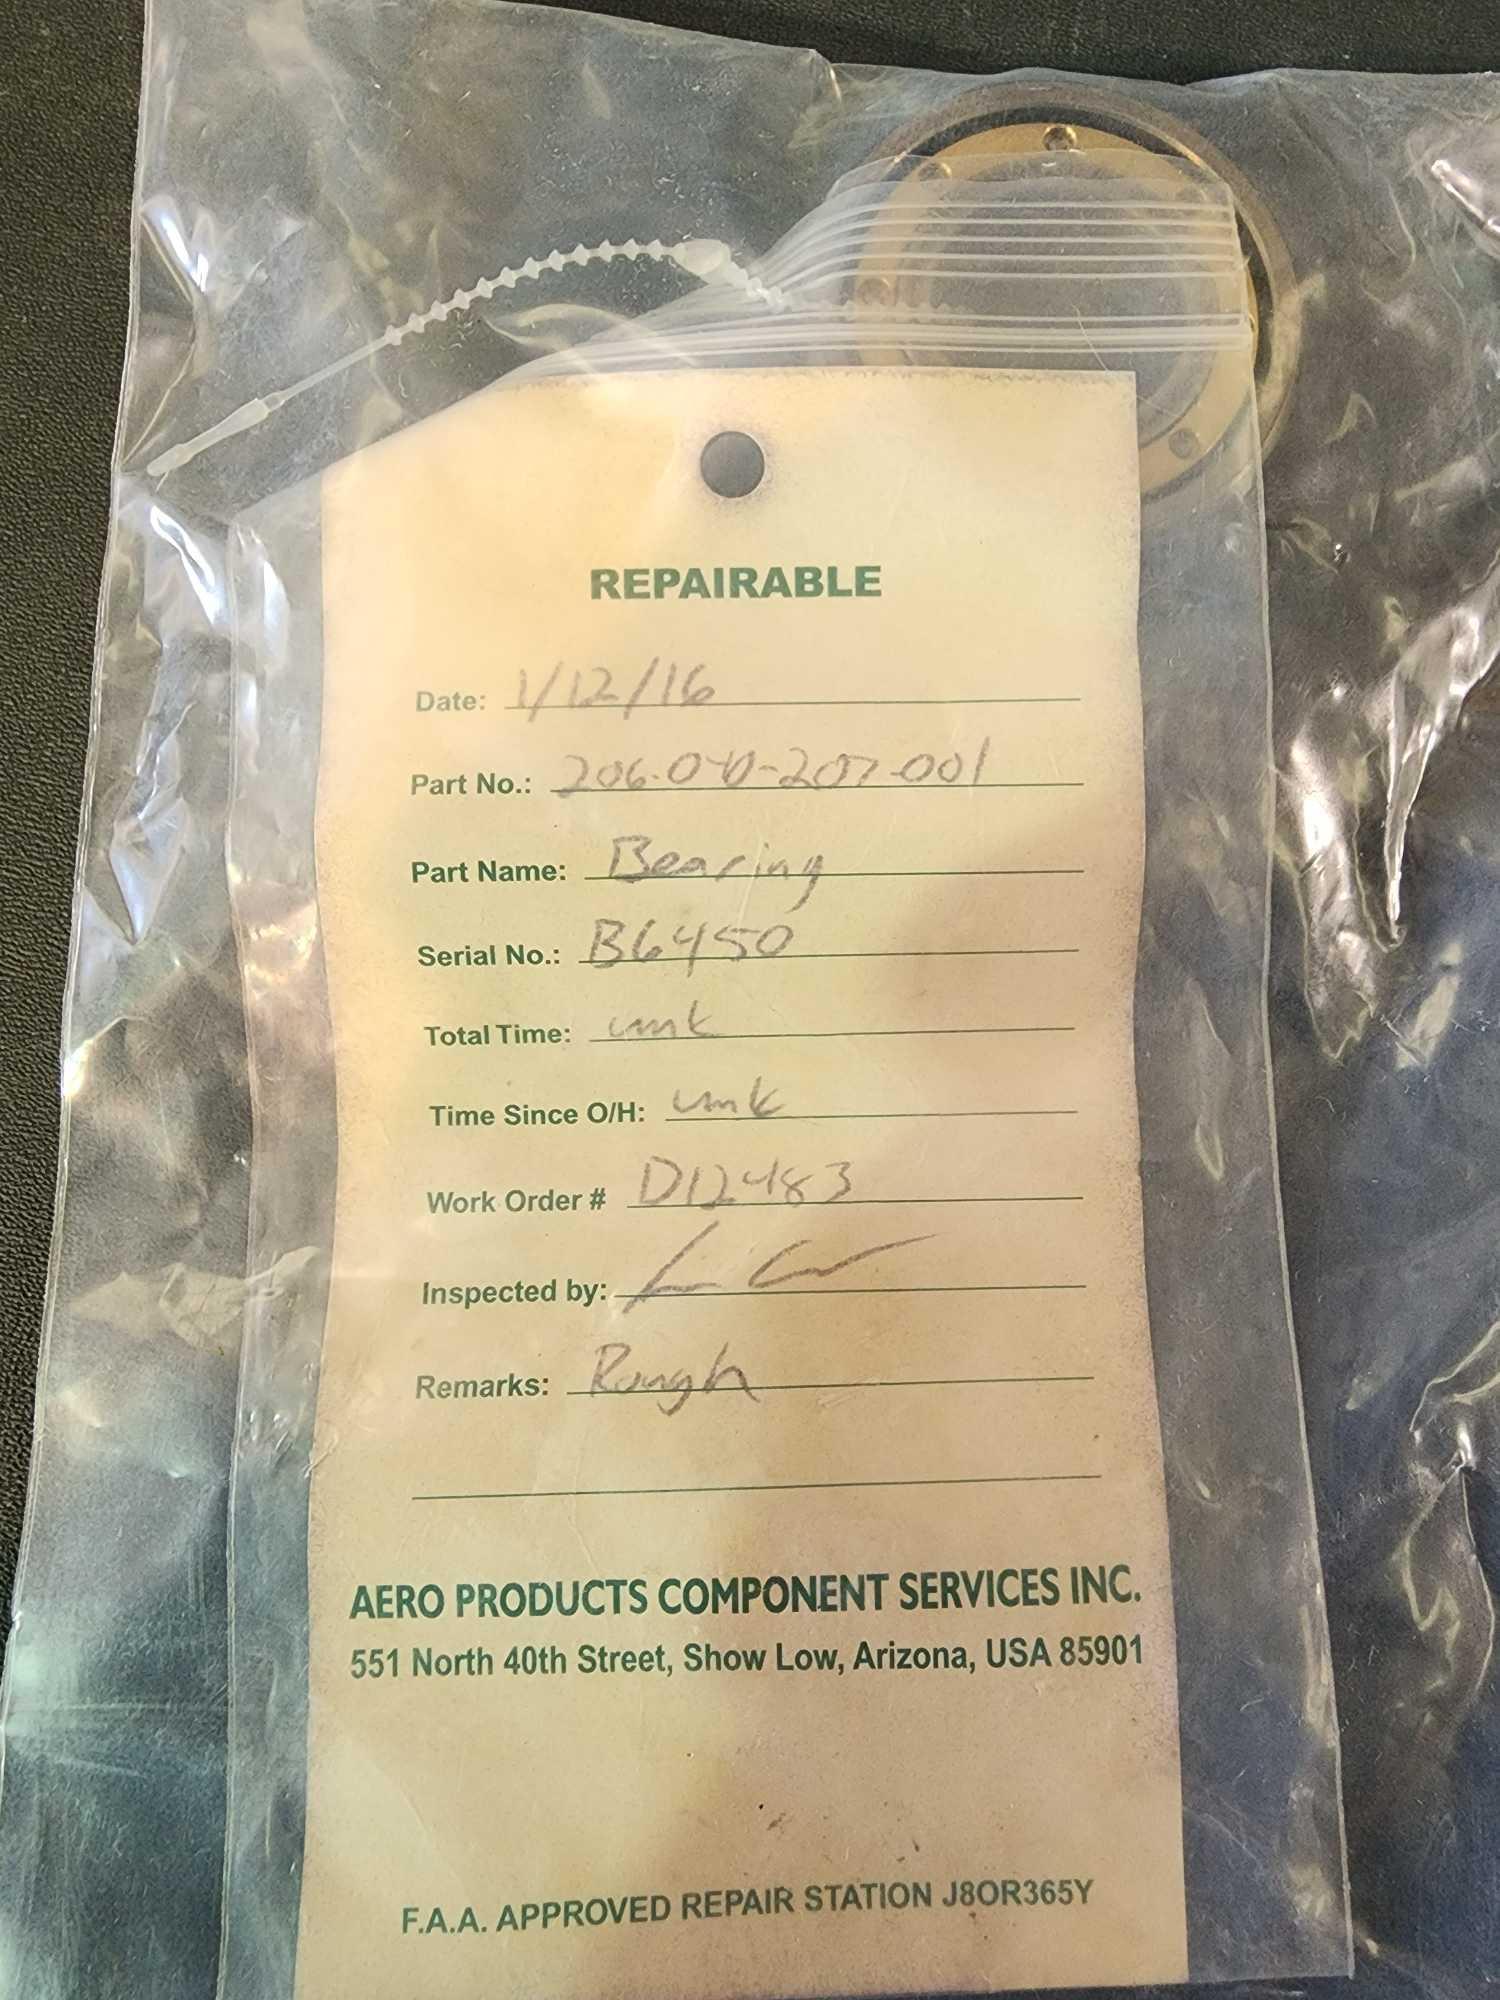 REPAIRABLE
Date: 1/12/16
Part No.: 206-040-207-001
Part Name: Bearing
Serial No.: B6450
Total Time: unk
Time Since O/H: unk
Work Order # D12483
Inspected by:
Remarks: Rough
AERO PRODUCTS COMPONENT SERVICES INC.
551 North 40th Street, Show Low, Arizona, USA 85901
F.A.A. APPROVED REPAIR STATION J8OR365Y